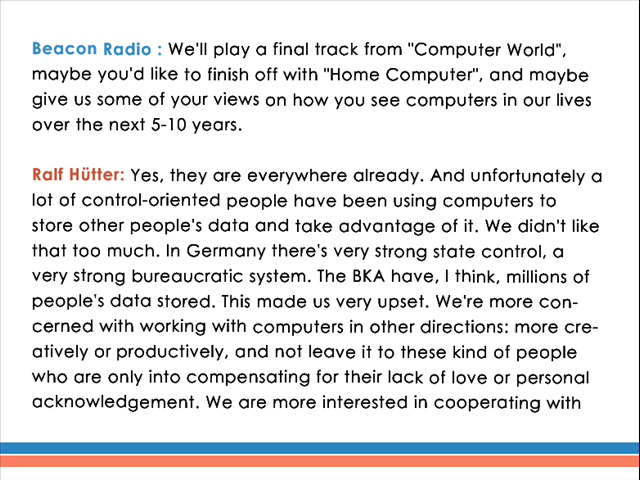 Beacon Radio : We'll play a final track from "Computer World",
maybe you'd like to finish off with "Home Computer", and maybe
give us some of your views on how you see computers in our lives
over the next 5-10 years.
Ralf Hütter: Yes, they are everywhere already. And unfortunately a
lot of control-oriented people have been using computers to
store other people's data and take advantage of it. We didn't like
that too much. In Germany there's very strong state control, a
very strong bureaucratic system. The BKA have, I think, millions of
people's data stored. This made us very upset. We're more con-
cerned with working with computers in other directions: more cre-
atively or productively, and not leave it to these kind of people
who are only into compensating for their lack of love or personal
acknowledgement. We are more interested in cooperating with